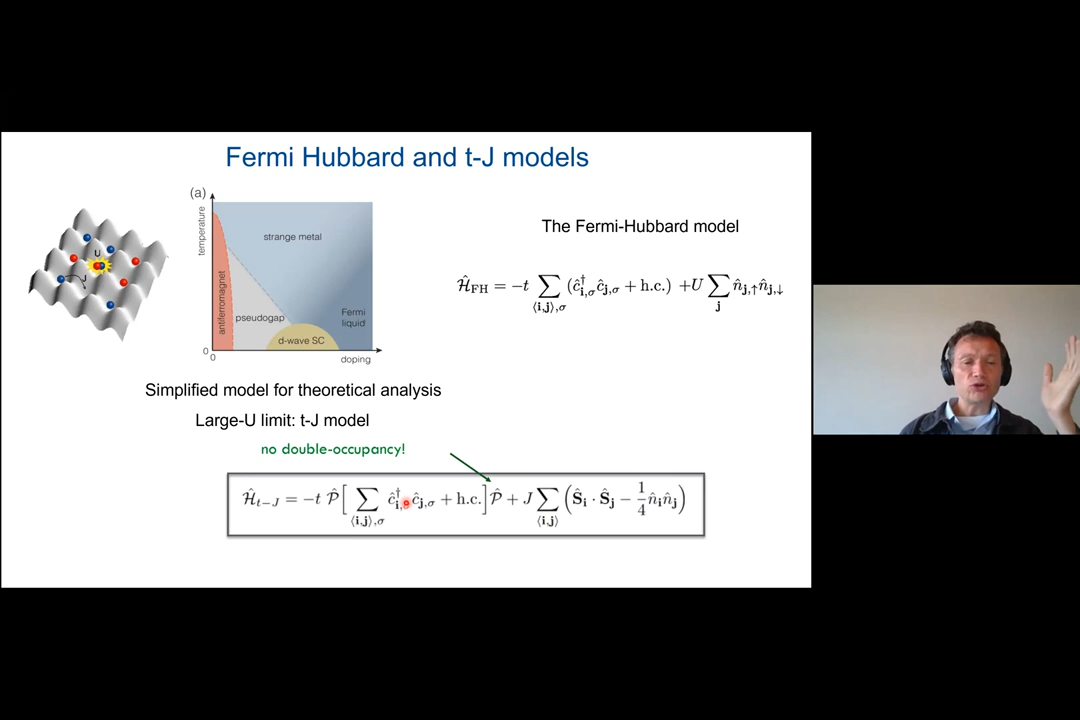 Fermi Hubbard and t-J models
(a)
temperature
strange metal
antiferromagnet
pseudogap
Fermi
liquid
d-wave SC
0
0
doping
U
J
The Fermi-Hubbard model
Ĥ_FH = −t ∑_{⟨i,j⟩,σ} (ĉ†_{i,σ} ĉ_{j,σ} + h.c.) + U ∑_j n̂_{j,↑} n̂_{j,↓}
Simplified model for theoretical analysis
Large-U limit: t-J model
no double-occupancy!
Ĥ_{t−J} = −t P̂ [ ∑_{⟨i,j⟩,σ} ĉ†_{i,σ} ĉ_{j,σ} + h.c. ] P̂ + J ∑_{⟨i,j⟩} ( Ŝ_i · Ŝ_j − 1/4 n̂_i n̂_j )